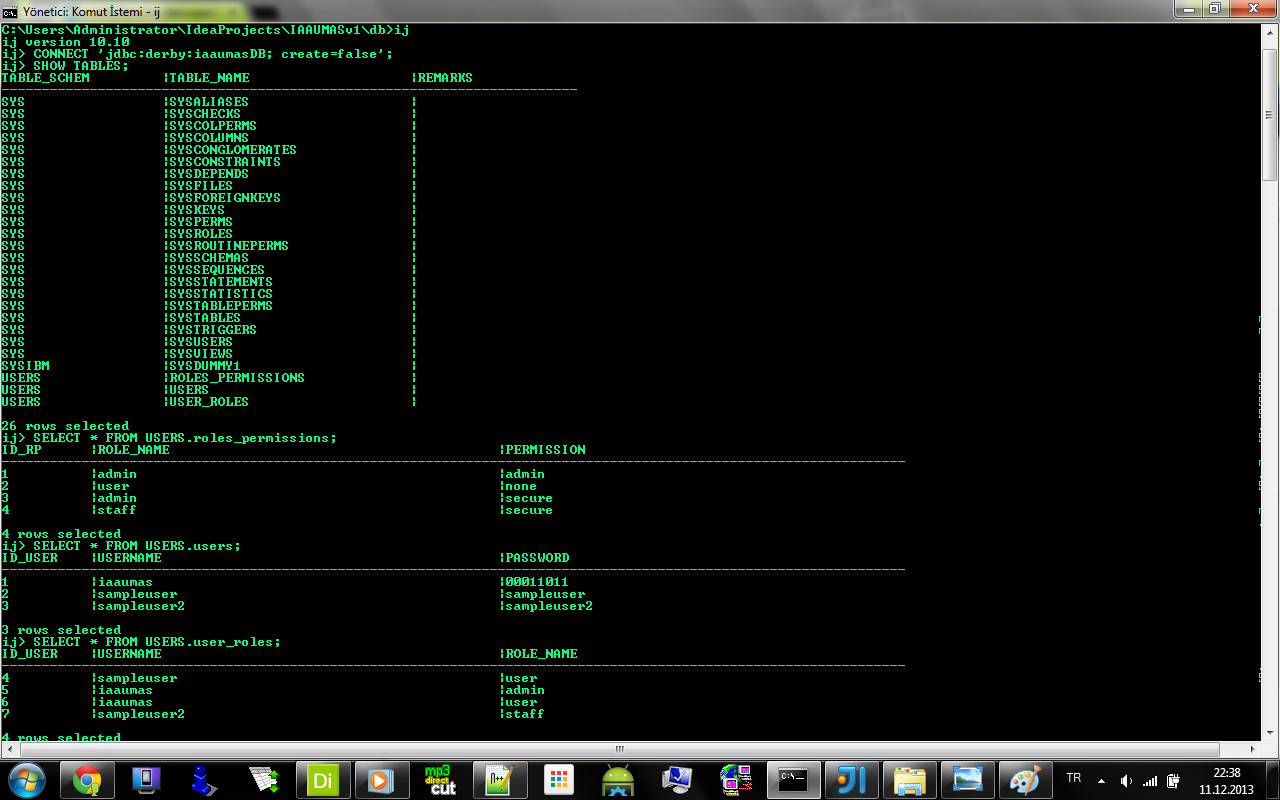 Yönetici: Komut İstemi - ij
C:\Users\Administrator\IdeaProjects\IAAUMASv1\db>ij
ij version 10.10
ij> CONNECT 'jdbc:derby:iaaumasDB; create=false';
ij> SHOW TABLES;
TABLE_SCHEM |TABLE_NAME |REMARKS
SYS |SYSALIASES |
SYS |SYSCHECKS |
SYS |SYSCOLPERMS |
SYS |SYSCOLUMNS |
SYS |SYSCONGLOMERATES |
SYS |SYSCONSTRAINTS |
SYS |SYSDEPENDS |
SYS |SYSFILES |
SYS |SYSFOREIGNKEYS |
SYS |SYSKEYS |
SYS |SYSPERMS |
SYS |SYSROLES |
SYS |SYSROUTINEPERMS |
SYS |SYSSCHEMAS |
SYS |SYSSEQUENCES |
SYS |SYSSTATEMENTS |
SYS |SYSSTATISTICS |
SYS |SYSTABLEPERMS |
SYS |SYSTABLES |
SYS |SYSTRIGGERS |
SYS |SYSUSERS |
SYS |SYSVIEWS |
SYSIBM |SYSDUMMY1 |
USERS |ROLES_PERMISSIONS |
USERS |USERS |
USERS |USER_ROLES |
26 rows selected
ij> SELECT * FROM USERS.roles_permissions;
ID_RP |ROLE_NAME |PERMISSION
1 |admin |admin
2 |user |none
3 |admin |secure
4 |staff |secure
4 rows selected
ij> SELECT * FROM USERS.users;
ID_USER |USERNAME |PASSWORD
1 |iaaumas |00011011
2 |sampleuser |sampleuser
3 |sampleuser2 |sampleuser2
3 rows selected
ij> SELECT * FROM USERS.user_roles;
ID_USER |USERNAME |ROLE_NAME
4 |sampleuser |user
5 |iaaumas |admin
6 |iaaumas |user
7 |sampleuser2 |staff
4 rows selected
Di
mp3
direct
cut
TR
22:38
11.12.2013